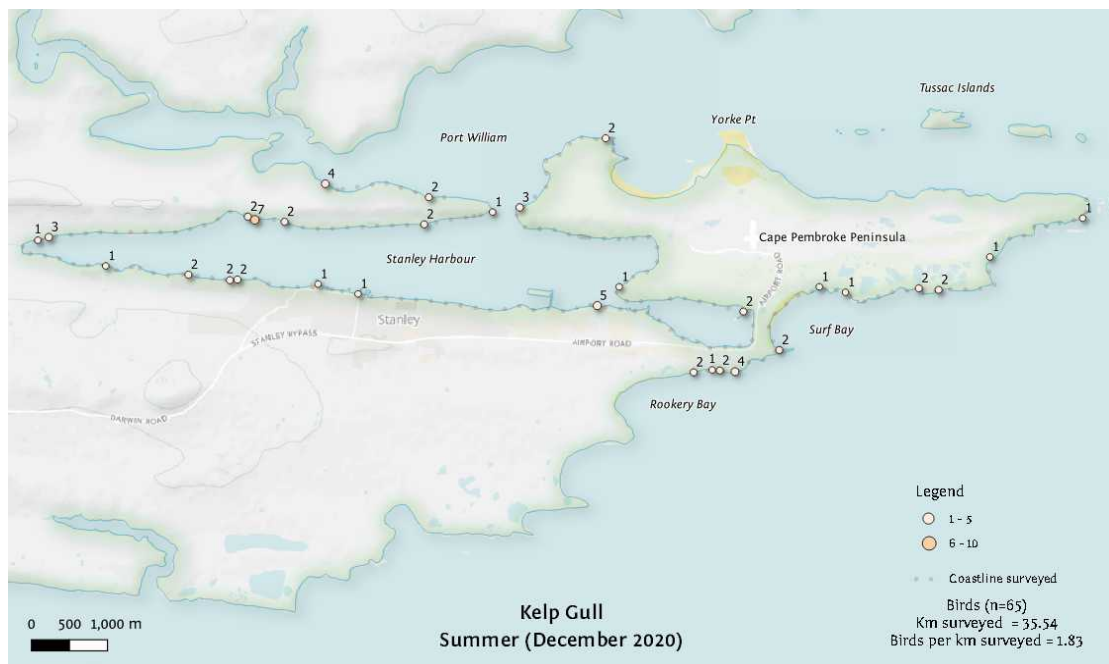 Tussac Islands
Yorke Pt
Port William
2
4
2
3
1
1
2
7
2
2
1
3
Cape Pembroke Peninsula
1
Stanley Harbour
1
2
2
2
1
1
1
5
2
AIRPORT ROAD
1
1
2
2
Surf Bay
Stanley
STANLEY BYPASS
AIRPORT ROAD
2
2
1
2
4
Rookery Bay
DARWIN ROAD
Legend
1 - 5
6 - 10
Coastline surveyed
Birds (n=65)
Km surveyed = 35.54
Birds per km surveyed = 1.83
Kelp Gull
Summer (December 2020)
0 500 1,000 m